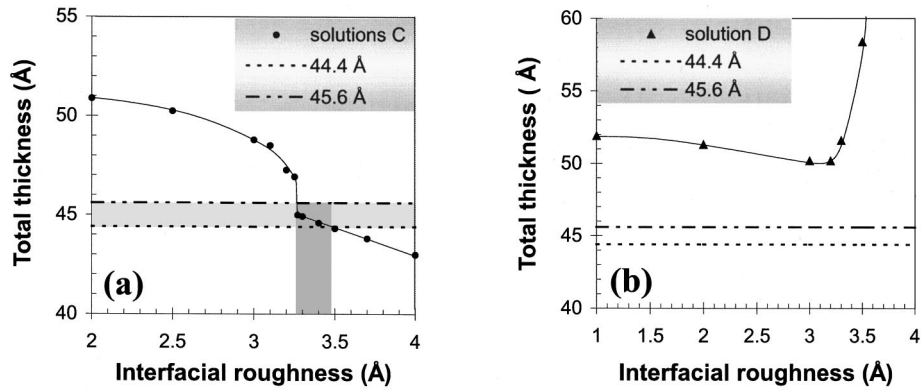 55
50
45
40
Total thickness (Å)
solutions C
44.4 Å
45.6 Å
(a)
2
2.5
3
3.5
4
Interfacial roughness (Å)
60
55
50
45
40
Total thickness ( Å)
solution D
44.4 Å
45.6 Å
(b)
1
1.5
2
2.5
3
3.5
4
Interfacial roughness (Å)